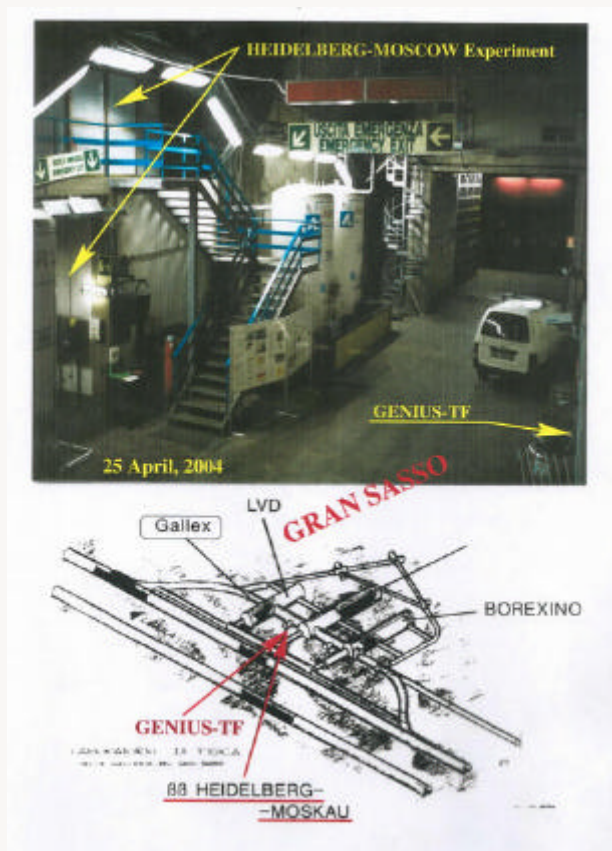 HEIDELBERG-MOSCOW Experiment
USCITA EMERGENZA
EMERGENCY EXIT
GENIUS-TF
25 April, 2004
GRAN SASSO
LVD
Gallex
BOREXINO
GENIUS-TF
ßß HEIDELBERG-
-MOSKAU